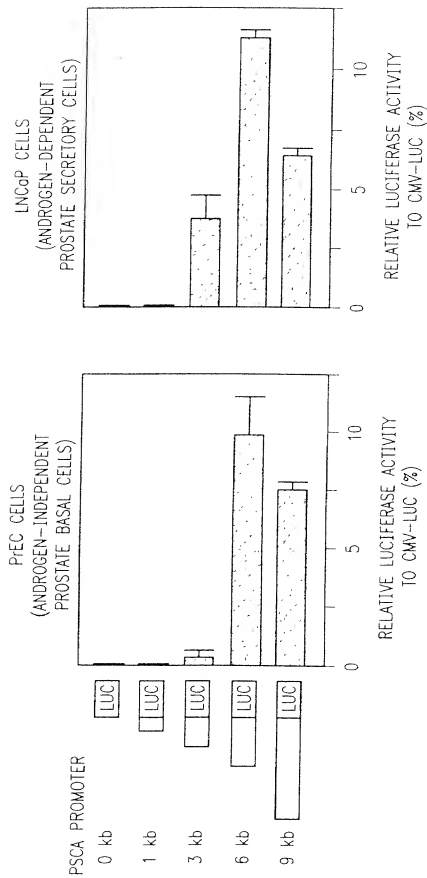 PSCA PROMOTER
0 kb
LUC
1 kb
LUC
3 kb
LUC
6 kb
LUC
9 kb
LUC
PrEC CELLS
(ANDROGEN-INDEPENDENT
PROSTATE BASAL CELLS)
0
5
10
RELATIVE LUCIFERASE ACTIVITY
TO CMV-LUC (%)
LNCaP CELLS
(ANDROGEN-DEPENDENT
PROSTATE SECRETORY CELLS)
0
5
10
RELATIVE LUCIFERASE ACTIVITY
TO CMV-LUC (%)